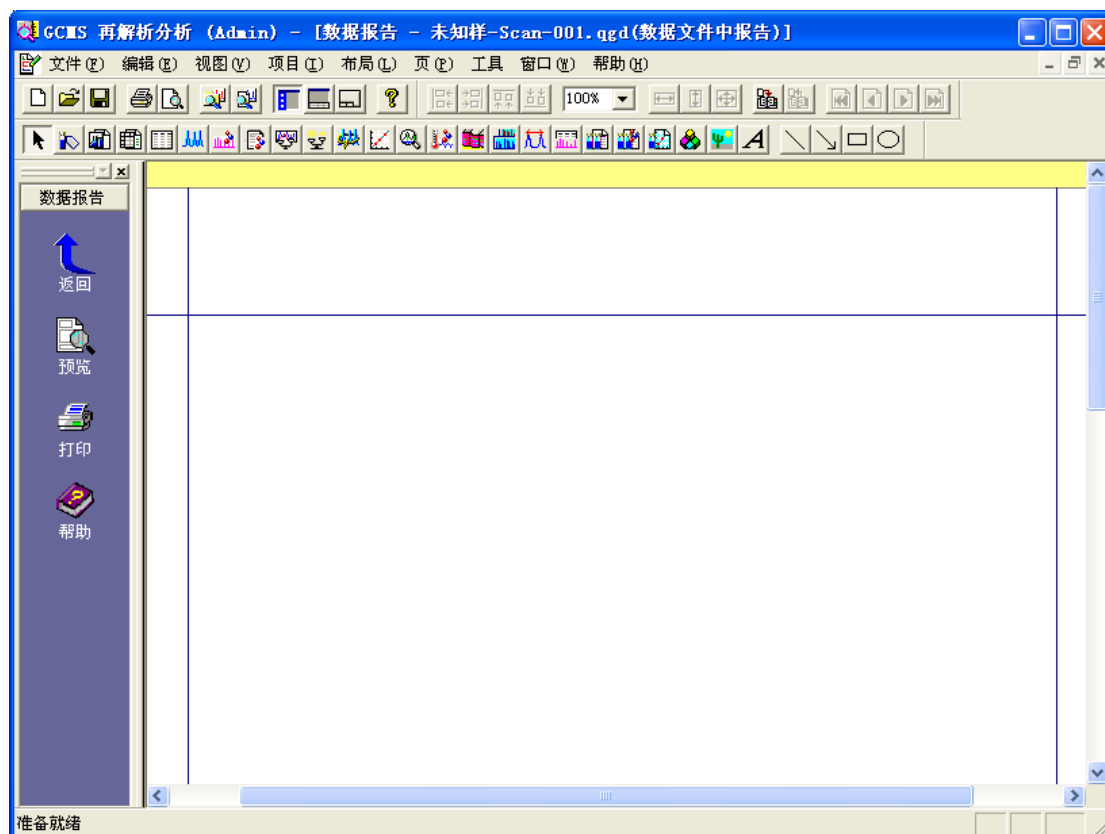 GCMS 再解析分析 (Admin) - [数据报告 - 未知样-Scan-001.qgd(数据文件中报告)]
文件(F) 编辑(E) 视图(V) 项目(I) 布局(L) 页(P) 工具 窗口(W) 帮助(H)
100%
数据报告
返回
预览
打印
帮助
准备就绪